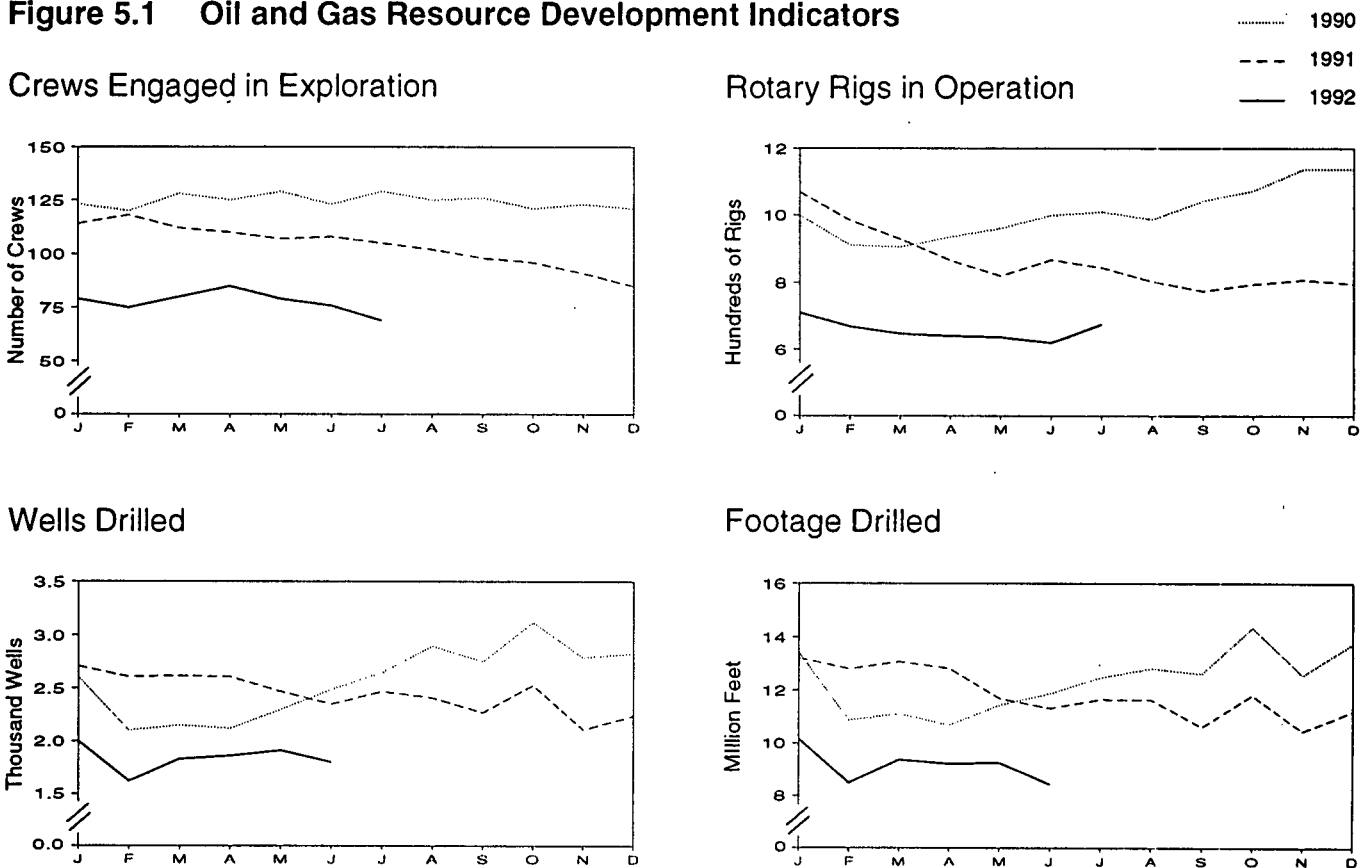 Figure 5.1 Oil and Gas Resource Development Indicators
1990
1991
1992
Crews Engaged in Exploration
Number of Crews
150
125
100
75
50
0
J F M A M J J A S O N D
Rotary Rigs in Operation
Hundreds of Rigs
12
10
8
6
0
J F M A M J J A S O N D
Wells Drilled
Thousand Wells
3.5
3.0
2.5
2.0
1.5
0.0
J F M A M J J A S O N D
Footage Drilled
Million Feet
16
14
12
10
8
0
J F M A M J J A S O N D